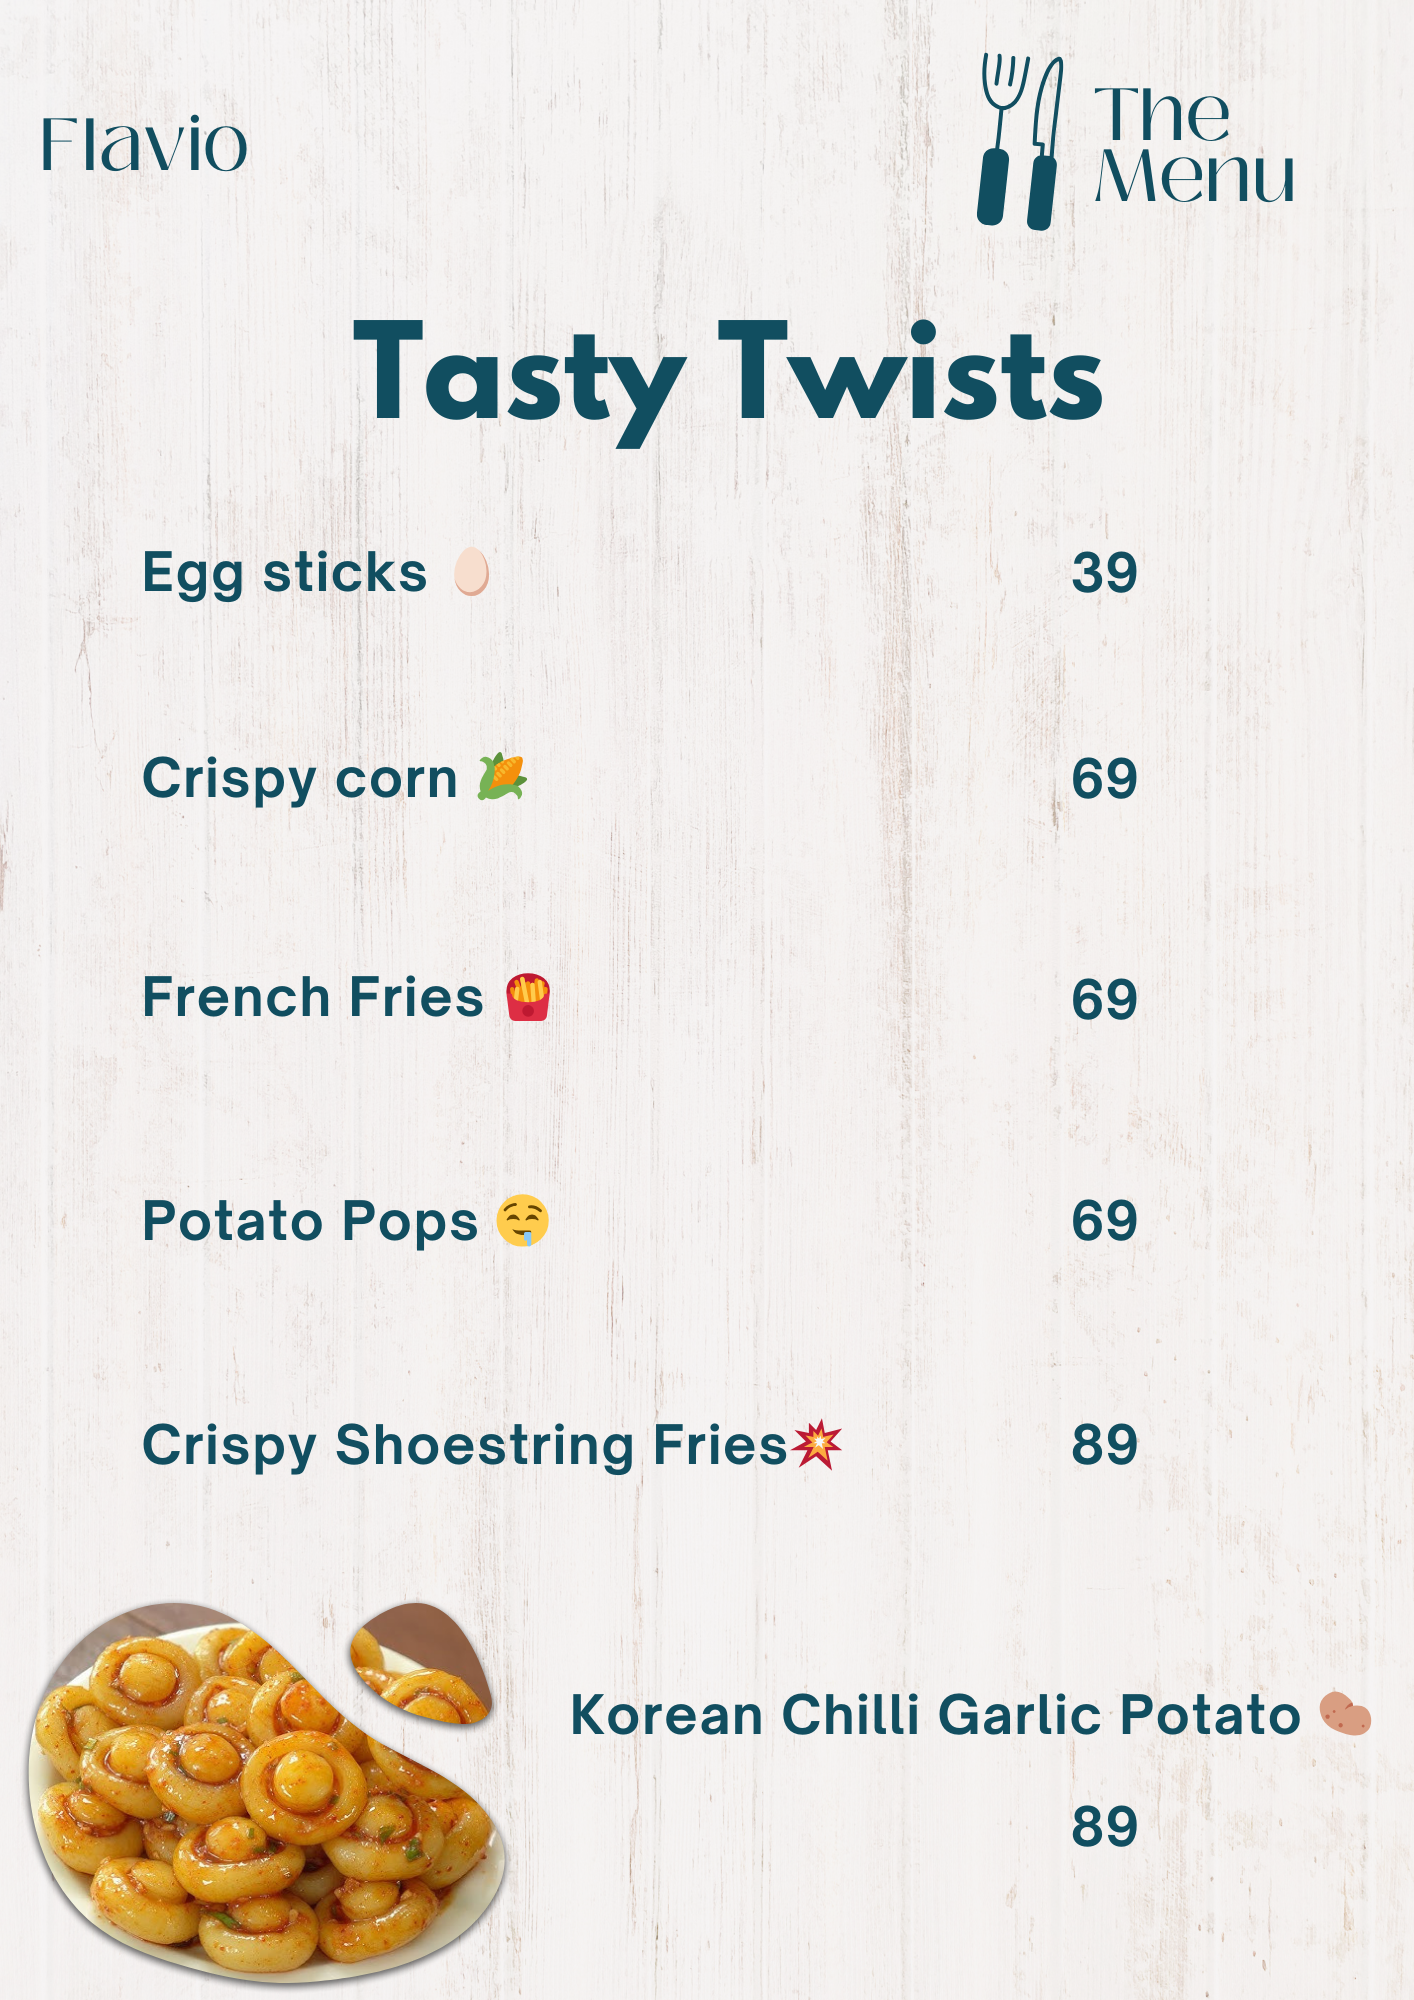 Flavio
The
Menu
Tasty Twists
Egg sticks 🥚 39
Crispy corn 🌽 69
French Fries 🍟 69
Potato Pops 🤤 69
Crispy Shoestring Fries💥 89
Korean Chilli Garlic Potato 🥔
89